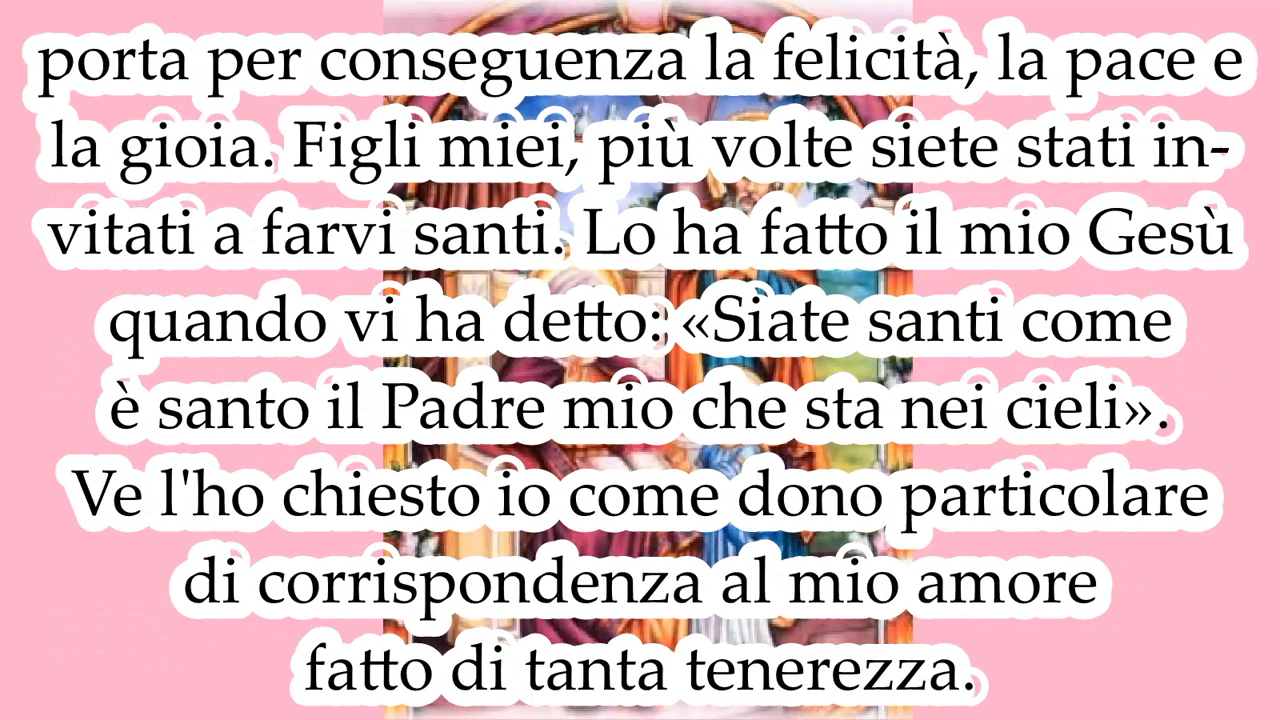 porta per conseguenza la felicità, la pace e
la gioia. Figli miei, più volte siete stati in-
vitati a farvi santi. Lo ha fatto il mio Gesù
quando vi ha detto: «Siate santi come
è santo il Padre mio che sta nei cieli».
Ve l'ho chiesto io come dono particolare
di corrispondenza al mio amore
fatto di tanta tenerezza.